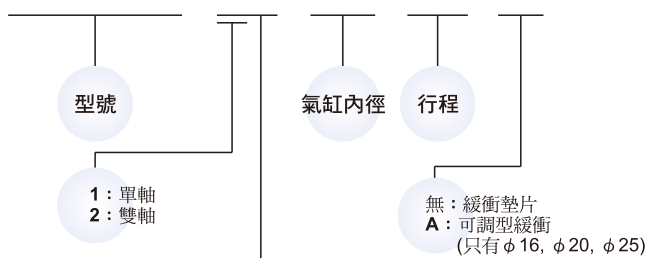 型號
氣缸內徑
行程
1：單軸
2：雙軸
無：緩衝墊片
A：可調型緩衝
(只有φ16, φ20, φ25)